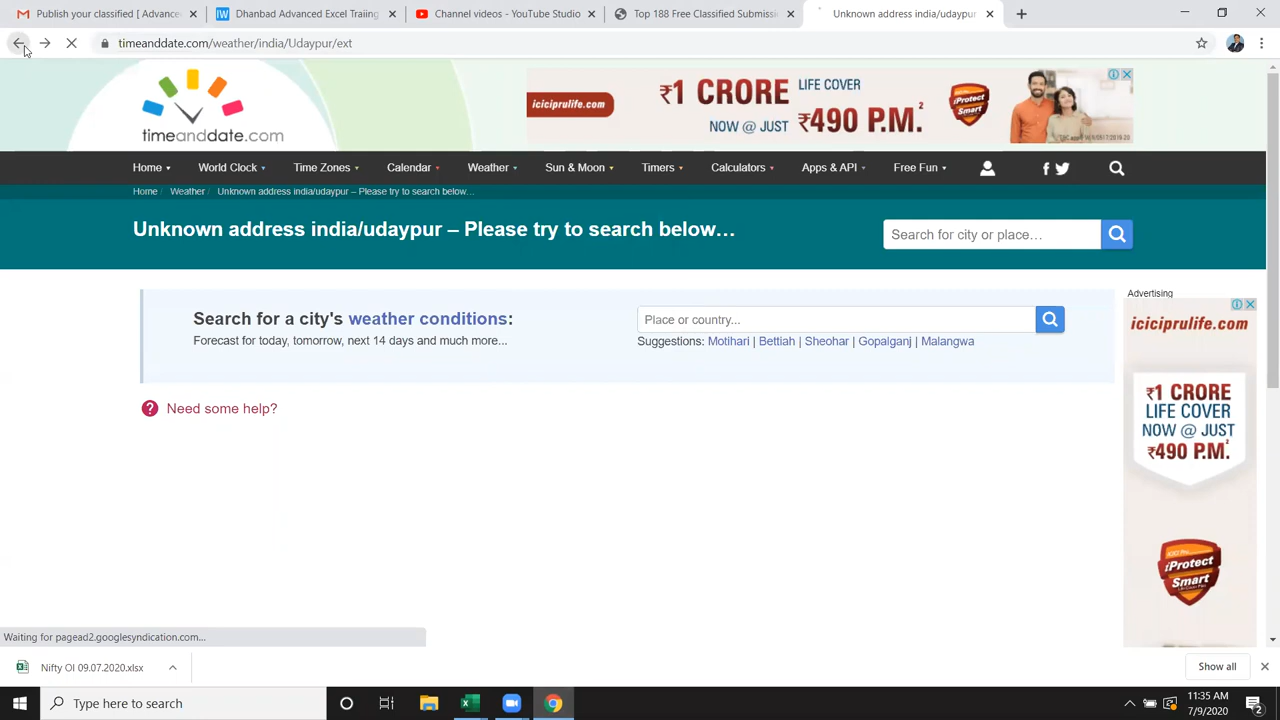 Publish your classified [ Advance
Dhanbad Advanced Excel Traiing
Channel videos - YouTube Studio
Top 188 Free Classified Submissi
Unknown address india/udaypur
timeanddate.com/weather/india/Udaypur/ext
timeanddate.com
iciciprulife.com
₹1 CRORE LIFE COVER
NOW @ JUST ₹490 P.M.²
iProtect Smart
Home
World Clock
Time Zones
Calendar
Weather
Sun & Moon
Timers
Calculators
Apps & API
Free Fun
Home / Weather / Unknown address india/udaypur – Please try to search below…
Unknown address india/udaypur – Please try to search below…
Search for city or place…
Advertising
Search for a city's weather conditions:
Place or country…
Forecast for today, tomorrow, next 14 days and much more...
Suggestions: Motihari | Bettiah | Sheohar | Gopalganj | Malangwa
Need some help?
iciciprulife.com
₹1 CRORE
LIFE COVER
NOW @ JUST
₹490 P.M.²
iProtect
Smart
Waiting for pagead2.googlesyndication.com...
Nifty OI 09.07.2020.xlsx
Show all
Type here to search
11:35 AM
7/9/2020
2